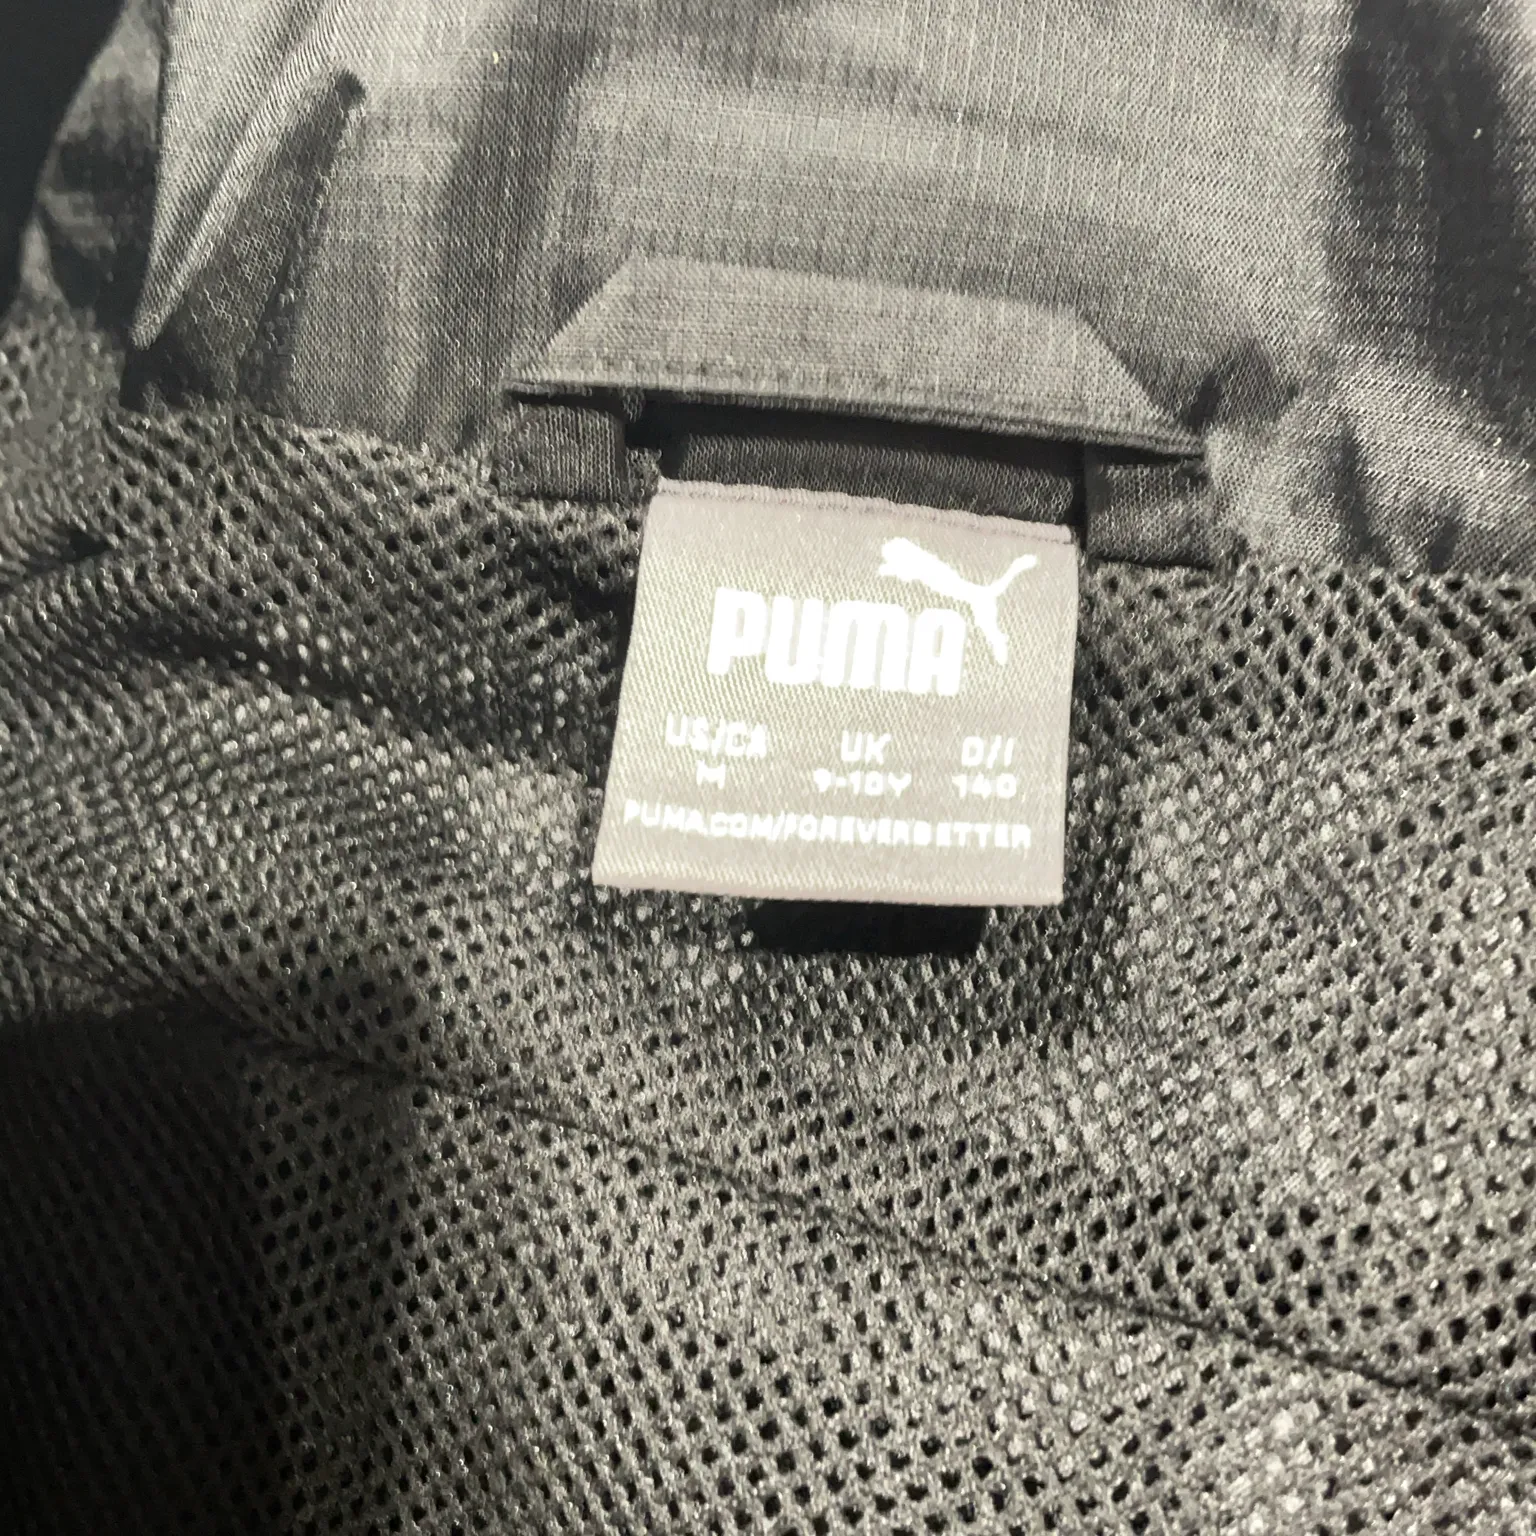 PUMA
US/CA UK D/I
M 9-10Y 140
PUMA.COM/FOREVERBETTER